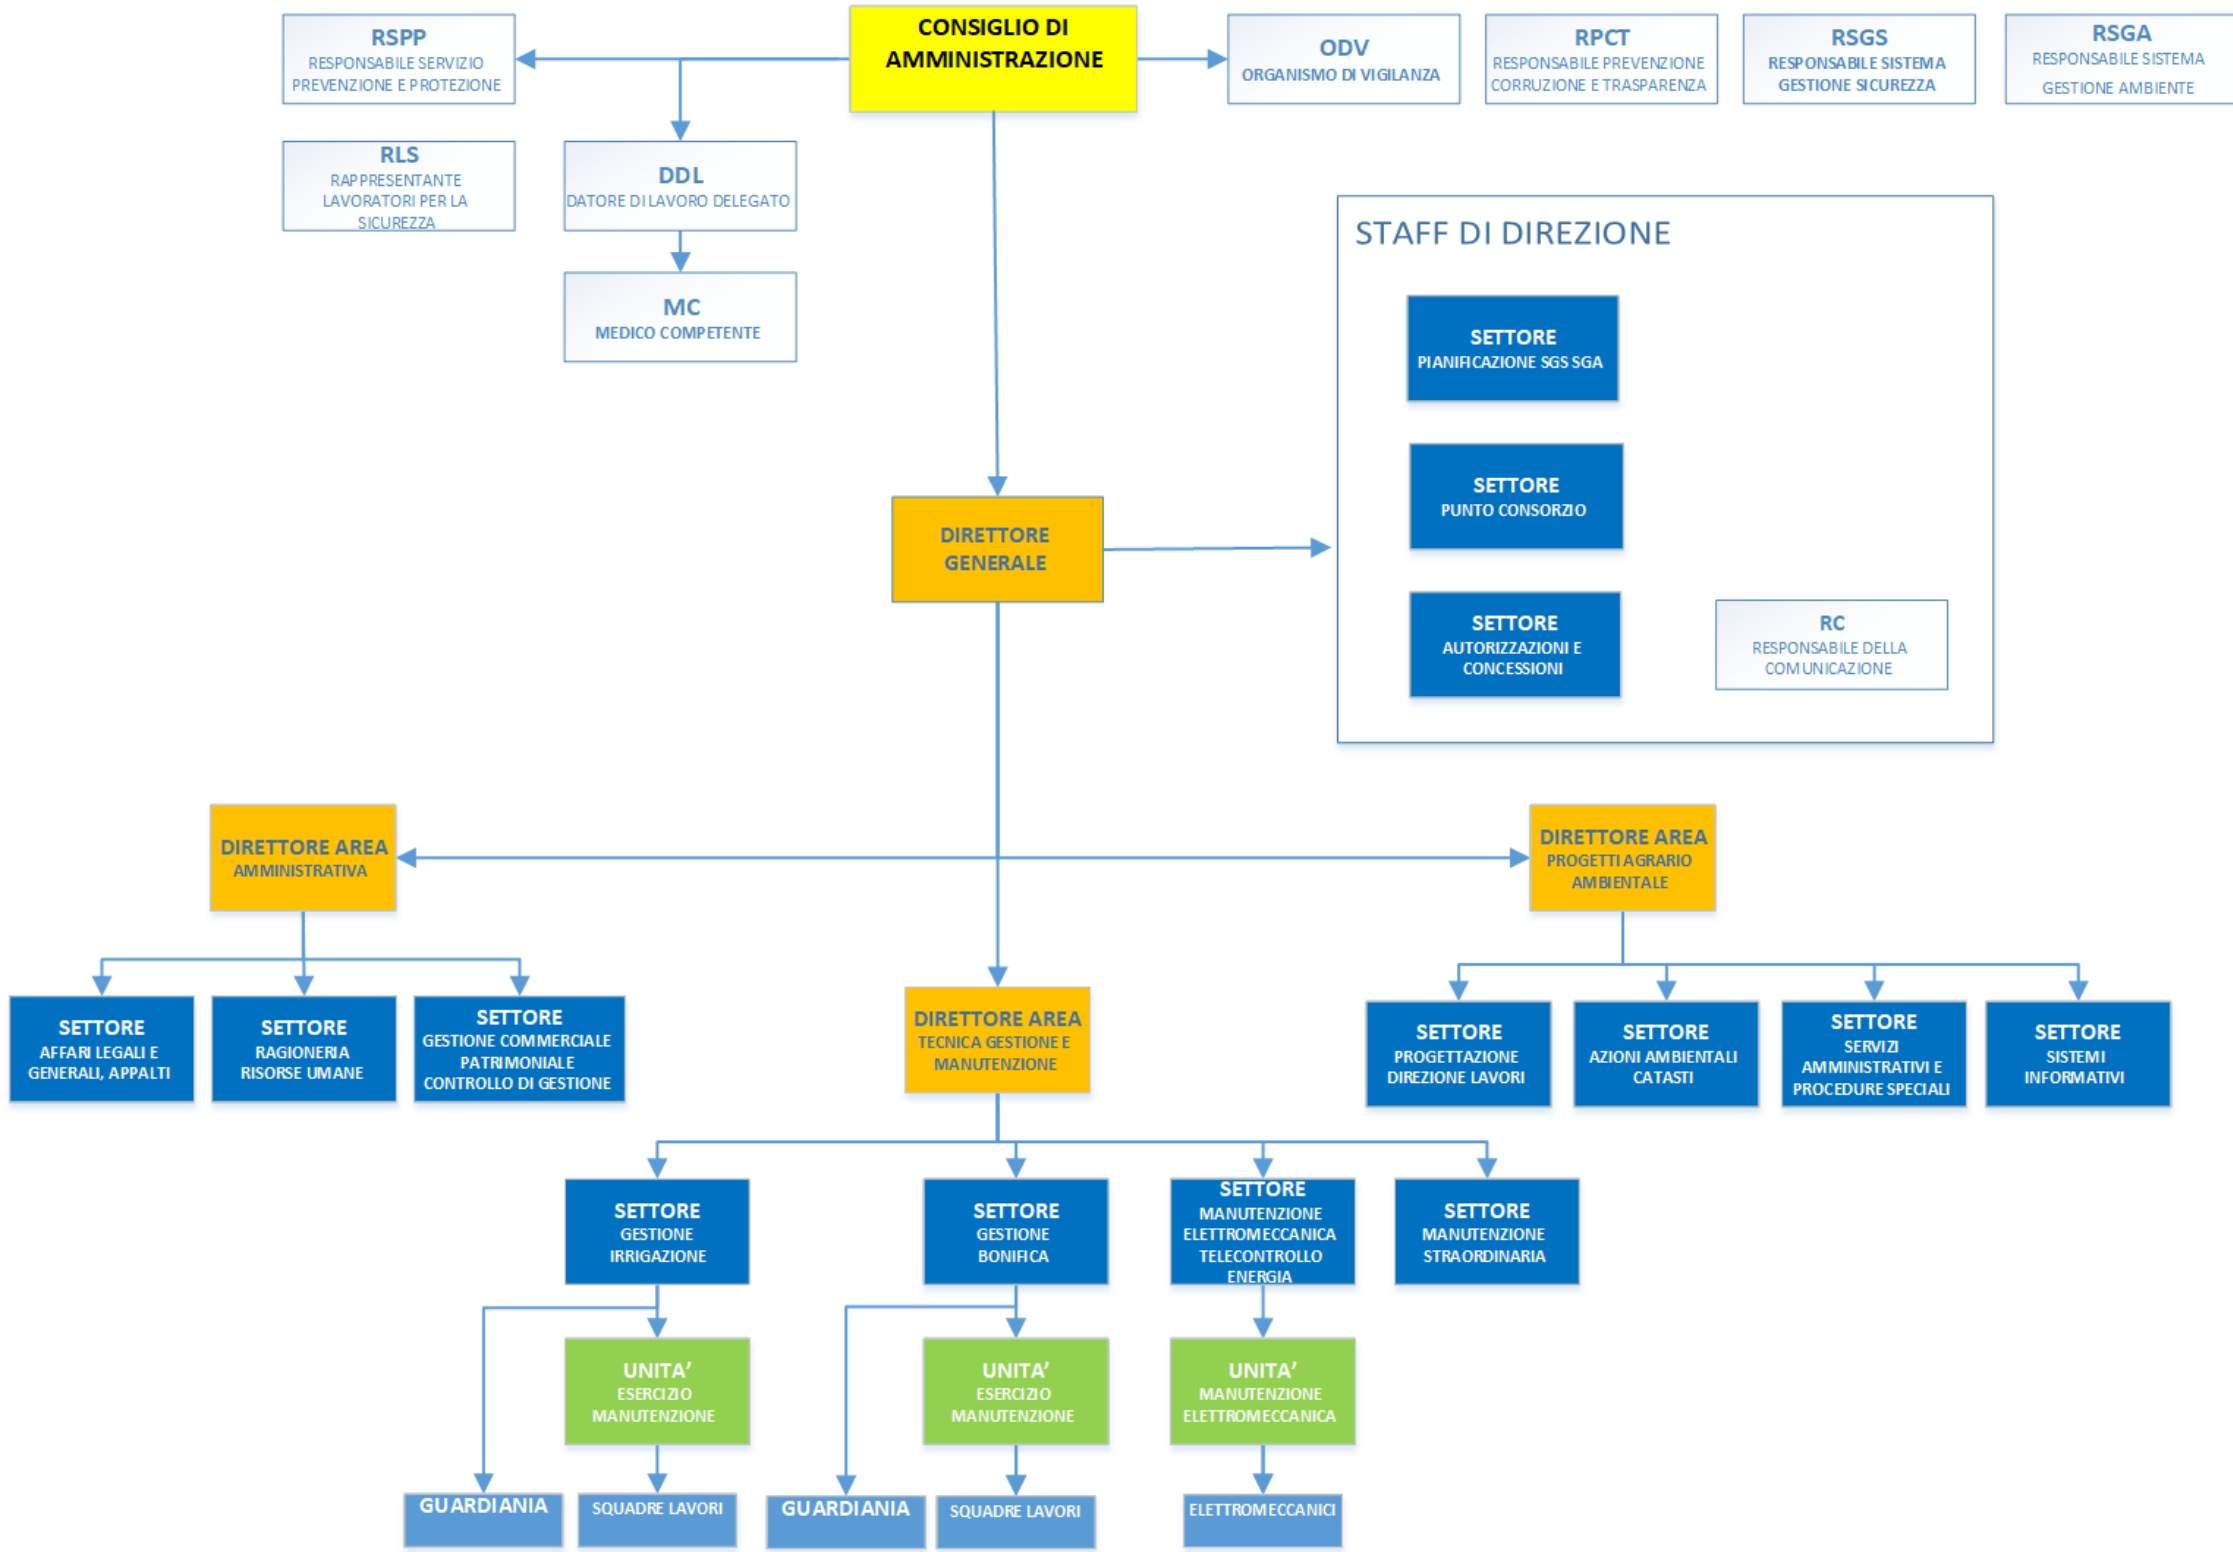 RSPP
RESPONSABILE SERVIZIO
PREVENZIONE E PROTEZIONE
CONSIGLIO DI
AMMINISTRAZIONE
ODV
ORGANISMO DI VIGILANZA
RPCT
RESPONSABILE PREVENZIONE
CORRUZIONE E TRASPARENZA
RSGS
RESPONSABILE SISTEMA
GESTIONE SICUREZZA
RSGA
RESPONSABILE SISTEMA
GESTIONE AMBIENTE
RLS
RAPPRESENTANTE
LAVORATORI PER LA
SICUREZZA
DDL
DATORE DI LAVORO DELEGATO
MC
MEDICO COMPETENTE
STAFF DI DIREZIONE
SETTORE
PIANIFICAZIONE SGS SGA
SETTORE
PUNTO CONSORZIO
SETTORE
AUTORIZZAZIONI E
CONCESSIONI
RC
RESPONSABILE DELLA
COMUNICAZIONE
DIRETTORE
GENERALE
DIRETTORE AREA
AMMINISTRATIVA
DIRETTORE AREA
PROGETTI AGRARIO
AMBIENTALE
SETTORE
AFFARI LEGALI E
GENERALI, APPALTI
SETTORE
RAGIONERIA
RISORSE UMANE
SETTORE
GESTIONE COMMERCIALE
PATRIMONIALE
CONTROLLO DI GESTIONE
DIRETTORE AREA
TECNICA GESTIONE E
MANUTENZIONE
SETTORE
PROGETTAZIONE
DIREZIONE LAVORI
SETTORE
AZIONI AMBIENTALI
CATASTI
SETTORE
SERVIZI
AMMINISTRATIVI E
PROCEDURE SPECIALI
SETTORE
SISTEMI
INFORMATIVI
SETTORE
GESTIONE
IRRIGAZIONE
SETTORE
GESTIONE
BONIFICA
SETTORE
MANUTENZIONE
ELETTROMECCANICA
TELECONTROLLO
ENERGIA
SETTORE
MANUTENZIONE
STRAORDINARIA
UNITA’
ESERCIZIO
MANUTENZIONE
UNITA’
ESERCIZIO
MANUTENZIONE
UNITA’
MANUTENZIONE
ELETTROMECCANICA
GUARDIANIA
SQUADRE LAVORI
GUARDIANIA
SQUADRE LAVORI
ELETTROMECCANICI